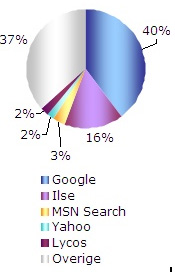 37%
40%
2%
2%
16%
3%
Google
Ilse
MSN Search
Yahoo
Lycos
Overige